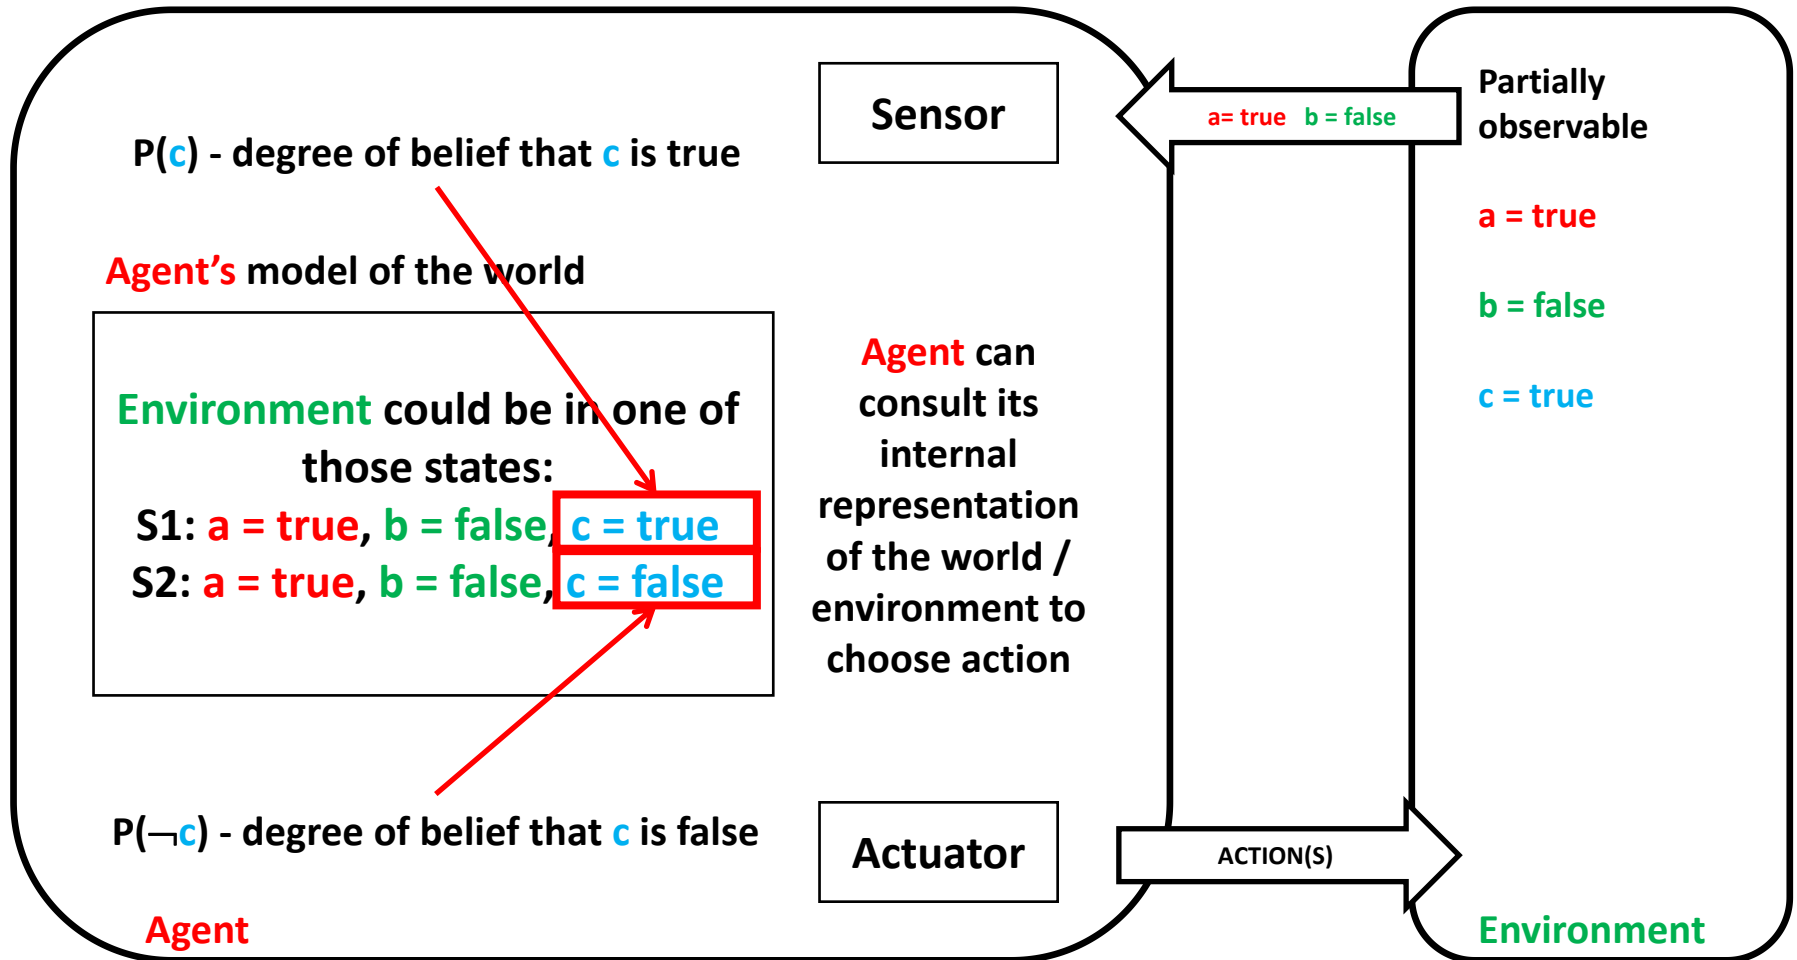 P(c) - degree of belief that c is true
Agent’s model of the world
Environment could be in one of
those states:
S1: a = true, b = false, c = true
S2: a = true, b = false, c = false
P(¬c) - degree of belief that c is false
Agent
Sensor
Agent can
consult its
internal
representation
of the world /
environment to
choose action
Actuator
a= true b = false
ACTION(S)
Partially
observable
a = true
b = false
c = true
Environment